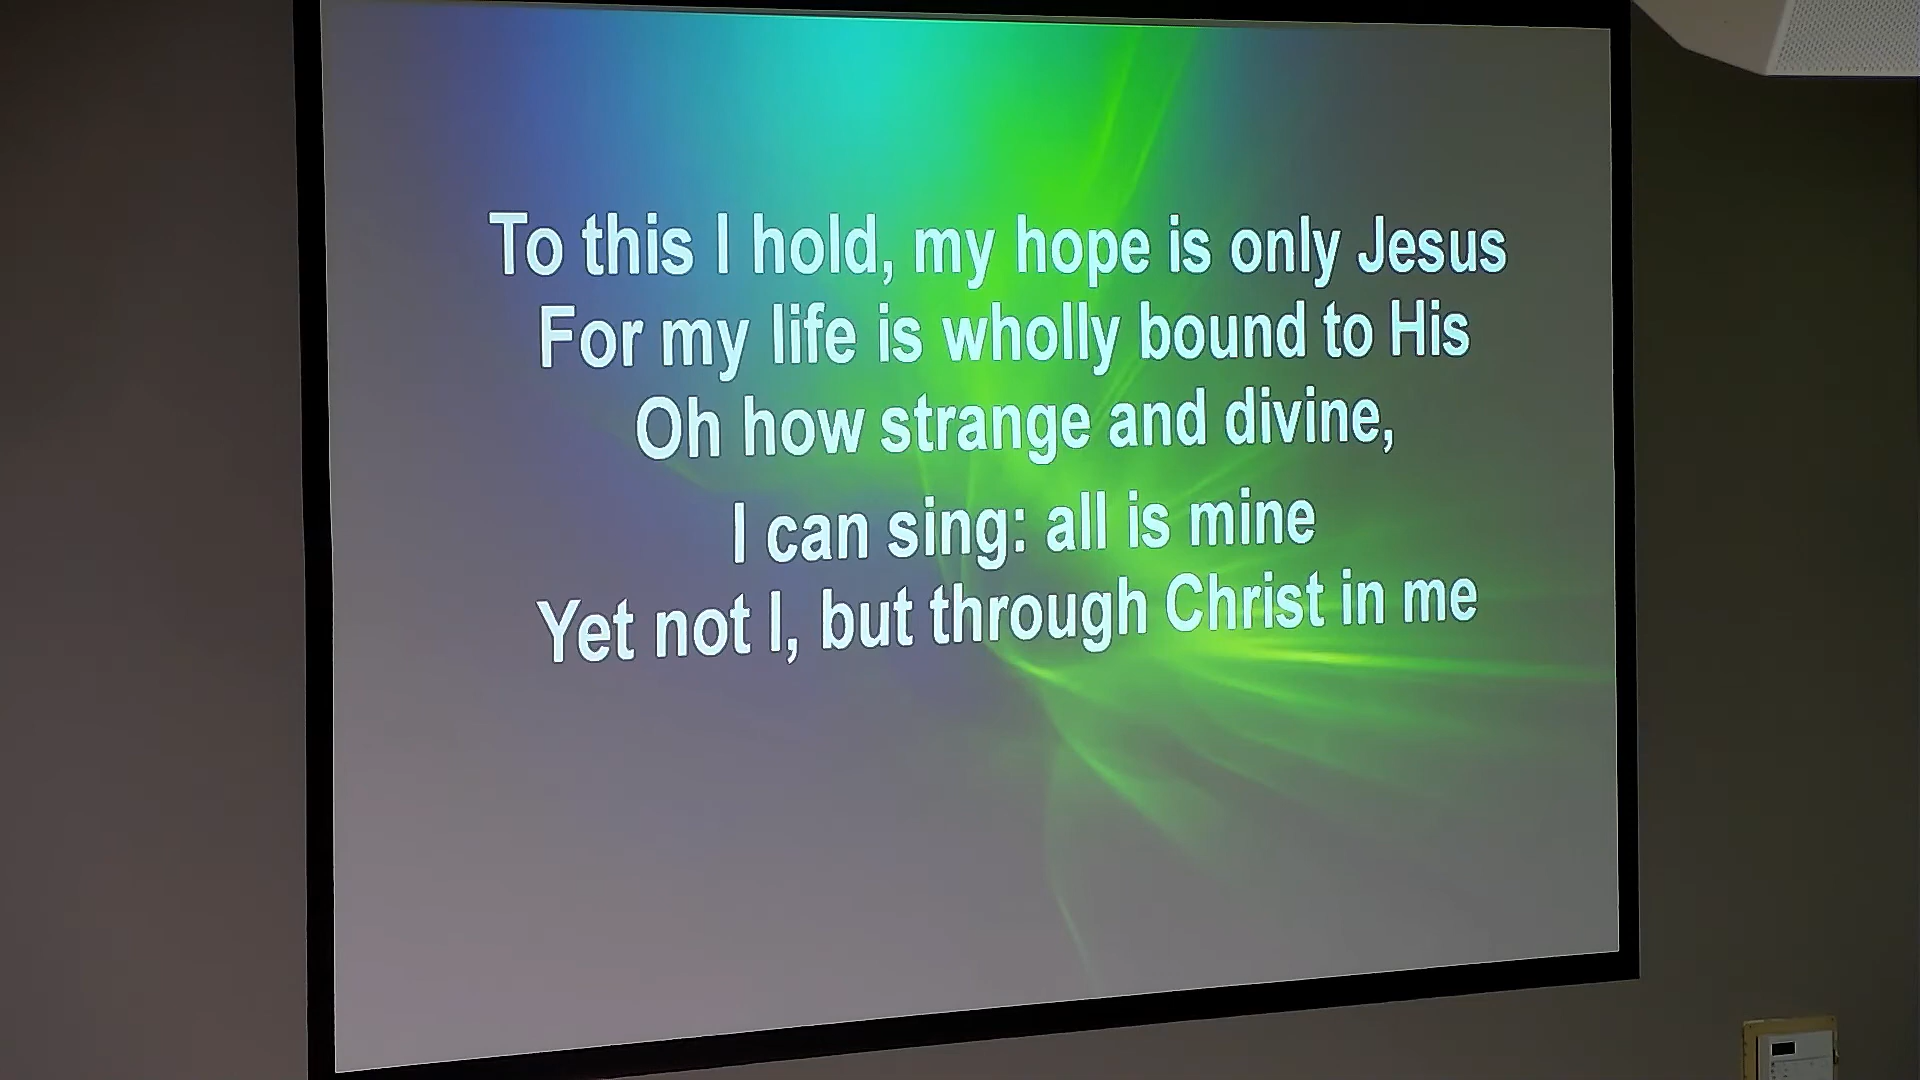 To this I hold, my hope is only Jesus
For my life is wholly bound to His
Oh how strange and divine,
I can sing: all is mine
Yet not I, but through Christ in me